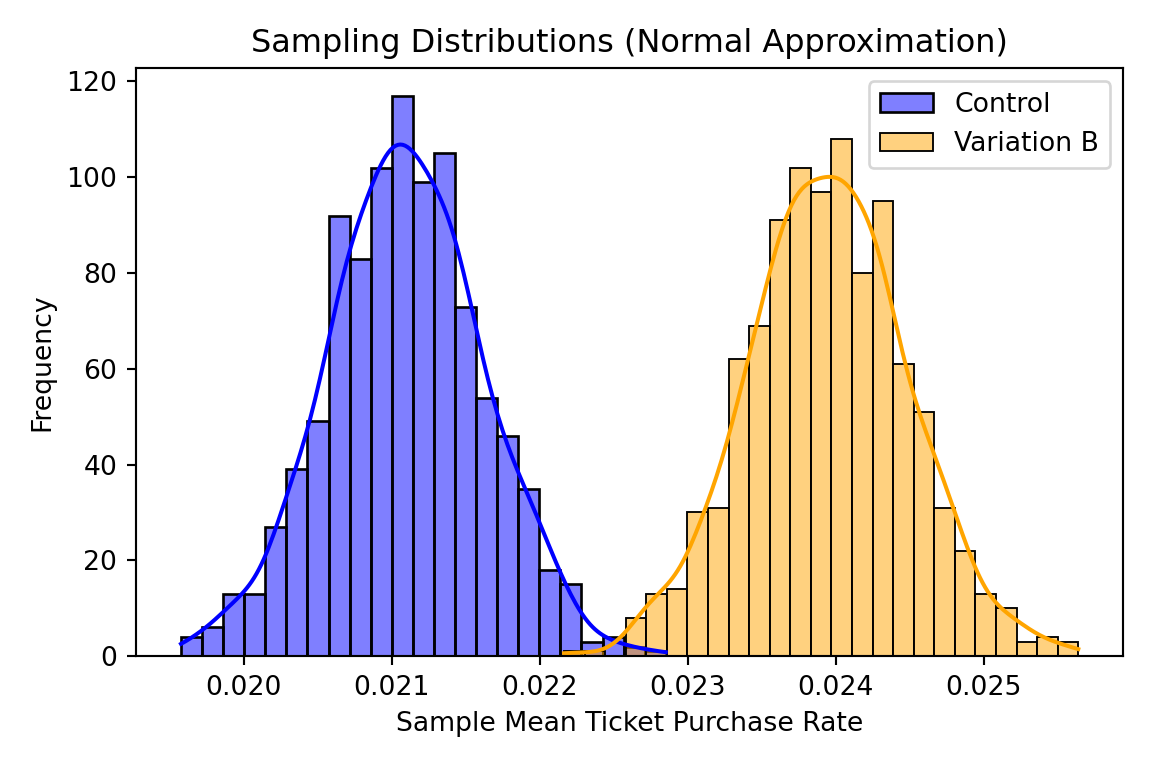 Sampling Distributions (Normal Approximation)
Control
Variation B
120
100
80
60
40
20
0
Frequency
0.020 0.021 0.022 0.023 0.024 0.025
Sample Mean Ticket Purchase Rate